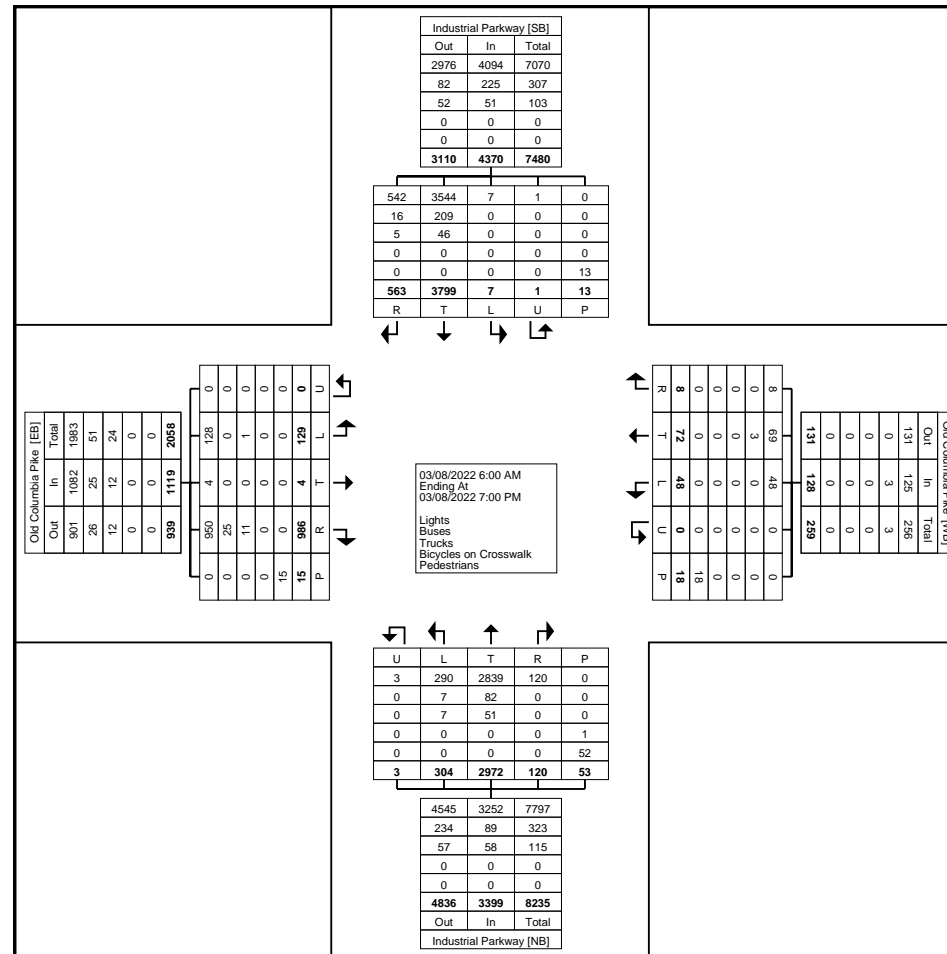 Industrial Parkway [SB]
Out In Total
2976 4094 7070
82 225 307
52 51 103
0 0 0
0 0 0
3110 4370 7480
542 3544 7 1 0
16 209 0 0 0
5 46 0 0 0
0 0 0 0 0
0 0 0 0 13
563 3799 7 1 13
R T L U P
Old Columbia Pike [EB]
Total In Out
1983 1082 901
51 25 26
24 12 12
0 0 0
0 0 0
2058 1119 939
0 128 4 950 0
0 0 0 25 0
0 1 0 11 0
0 0 0 0 0
0 0 0 0 15
0 129 4 986 15
U L T R P
03/08/2022 6:00 AM
Ending At
03/08/2022 7:00 PM
Lights
Buses
Trucks
Bicycles on Crosswalk
Pedestrians
R T L U P
8 72 48 0 18
0 0 0 0 18
0 0 0 0 0
0 0 0 0 0
0 3 0 0 0
8 69 48 0 0
Old Columbia Pike [WB]
Out In Total
131 125 256
0 3 3
0 0 0
0 0 0
0 0 0
131 128 259
U L T R P
3 290 2839 120 0
0 7 82 0 0
0 7 51 0 0
0 0 0 0 1
0 0 0 0 52
3 304 2972 120 53
4545 3252 7797
234 89 323
57 58 115
0 0 0
0 0 0
4836 3399 8235
Out In Total
Industrial Parkway [NB]